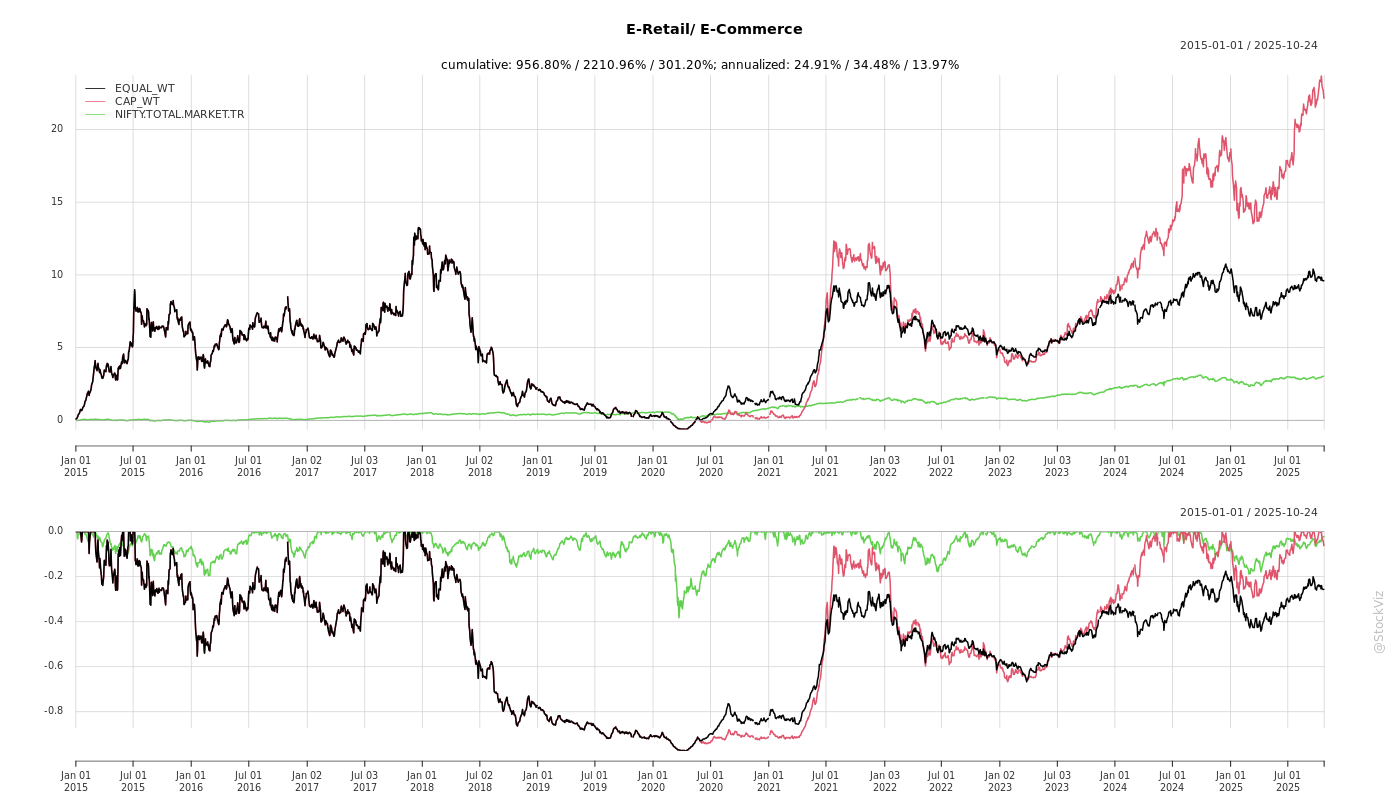 E-Retail/ E-Commerce
2015-01-01 / 2025-10-24
cumulative: 956.80% / 2210.96% / 301.20%; annualized: 24.91% / 34.48% / 13.97%
EQUAL_WT
CAP_WT
NIFTY.TOTAL.MARKET.TR
20
15
10
5
0
Jan 01 Jul 01 Jan 01 Jul 01 Jan 02 Jul 03 Jan 01 Jul 02 Jan 01 Jul 01 Jan 01 Jul 01 Jan 01 Jul 01 Jan 03 Jul 01 Jan 02 Jul 03 Jan 01 Jul 01 Jan 01 Jul 01
2015 2015 2016 2016 2017 2017 2018 2018 2019 2019 2020 2020 2021 2021 2022 2022 2023 2023 2024 2024 2025 2025
2015-01-01 / 2025-10-24
0.0
-0.2
-0.4
-0.6
-0.8
Jan 01 Jul 01 Jan 01 Jul 01 Jan 02 Jul 03 Jan 01 Jul 02 Jan 01 Jul 01 Jan 01 Jul 01 Jan 01 Jul 01 Jan 03 Jul 01 Jan 02 Jul 03 Jan 01 Jul 01 Jan 01 Jul 01
2015 2015 2016 2016 2017 2017 2018 2018 2019 2019 2020 2020 2021 2021 2022 2022 2023 2023 2024 2024 2025 2025
@StockViz